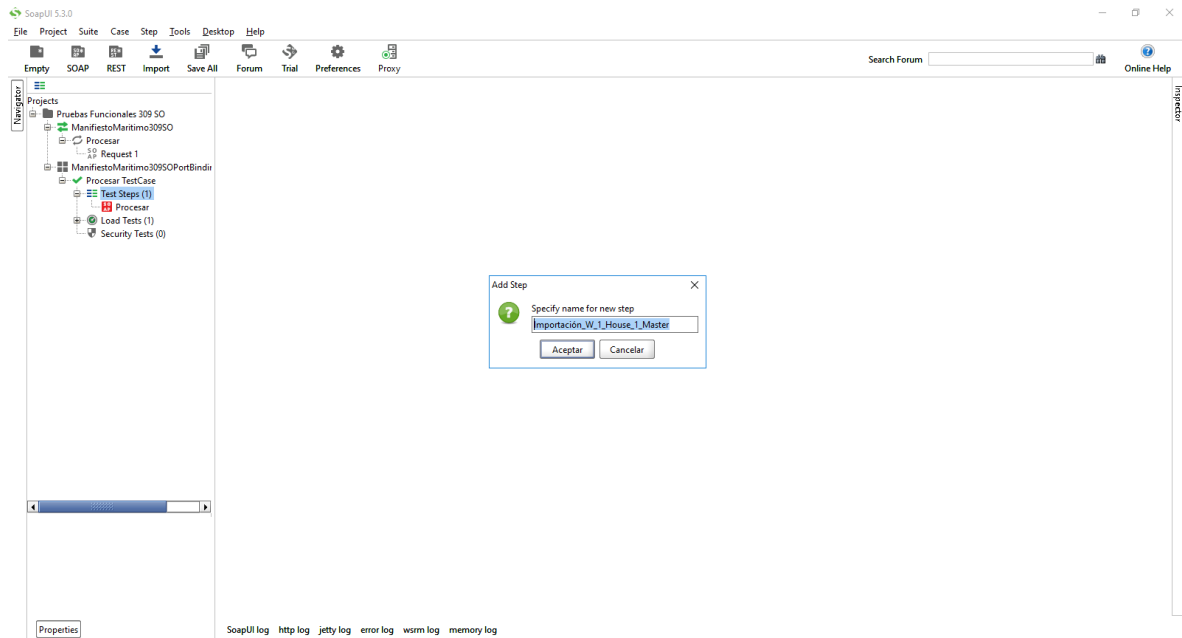 SoapUI 5.3.0
File Project Suite Case Step Tools Desktop Help
Empty SOAP REST Import Save All Forum Trial Preferences Proxy Search Forum Online Help
Navigator
Inspector
Projects
Pruebas Funcionales 309 SO
ManifiestoMaritimo309SO
Procesar
SOAP Request 1
ManifiestoMaritimo309SOPortBindin
Procesar TestCase
Test Steps (1)
Procesar
Load Tests (1)
Security Tests (0)
Add Step
Specify name for new step
Importación_W_1_House_1_Master
Aceptar Cancelar
Properties
SoapUI log http log jetty log error log wsrm log memory log